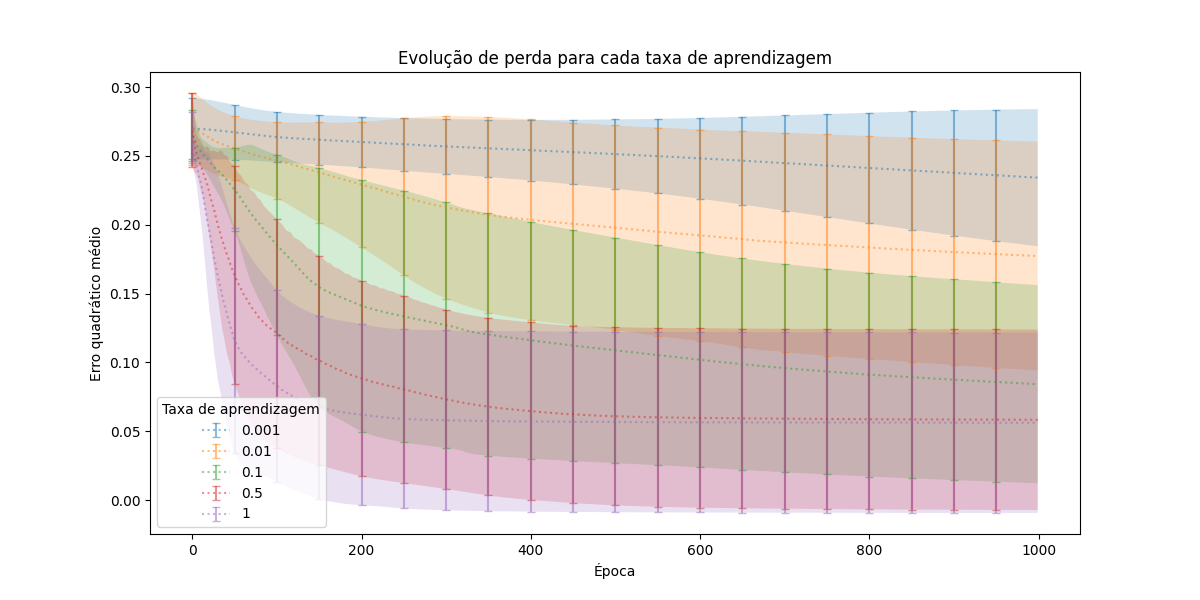 Evolução de perda para cada taxa de aprendizagem
Erro quadrático médio
0.30
0.25
0.20
0.15
0.10
0.05
0.00
Taxa de aprendizagem
0.001
0.01
0.1
0.5
1
0 200 400 600 800 1000
Época